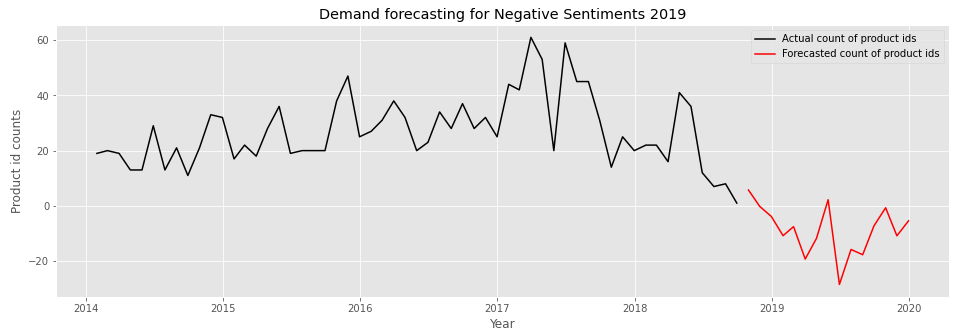 Demand forecasting for Negative Sentiments 2019
Actual count of product ids
Forecasted count of product ids
Product id counts
60
40
20
0
−20
2014
2015
2016
2017
2018
2019
2020
Year